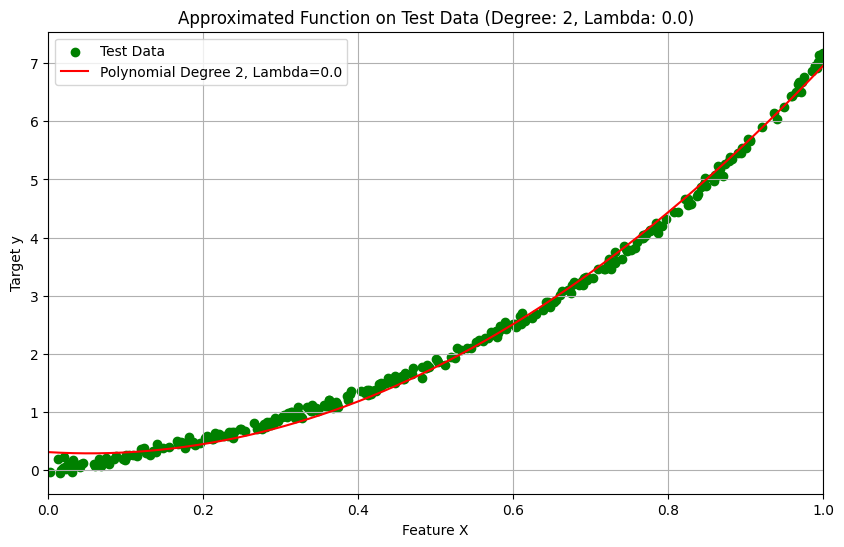 Approximated Function on Test Data (Degree: 2, Lambda: 0.0)
Test Data
Polynomial Degree 2, Lambda=0.0
7
6
5
4
3
2
1
0
Target y
0.0 0.2 0.4 0.6 0.8 1.0
Feature X